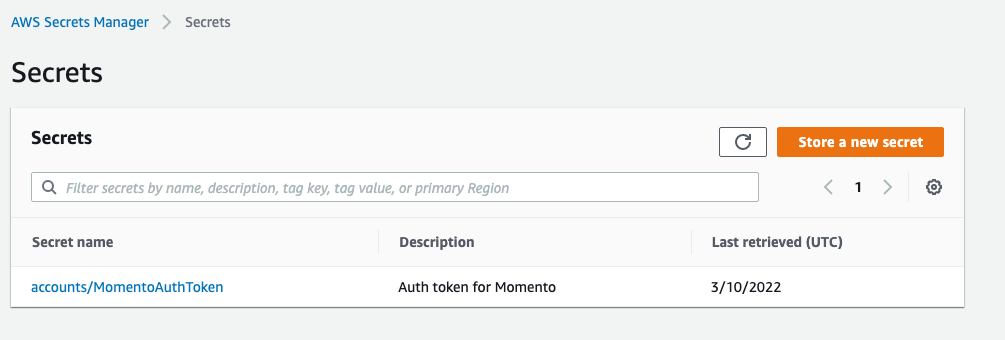 AWS Secrets Manager > Secrets
Secrets
Secrets
Store a new secret
Filter secrets by name, description, tag key, tag value, or primary Region
1
Secret name Description Last retrieved (UTC)
accounts/MomentoAuthToken Auth token for Momento 3/10/2022